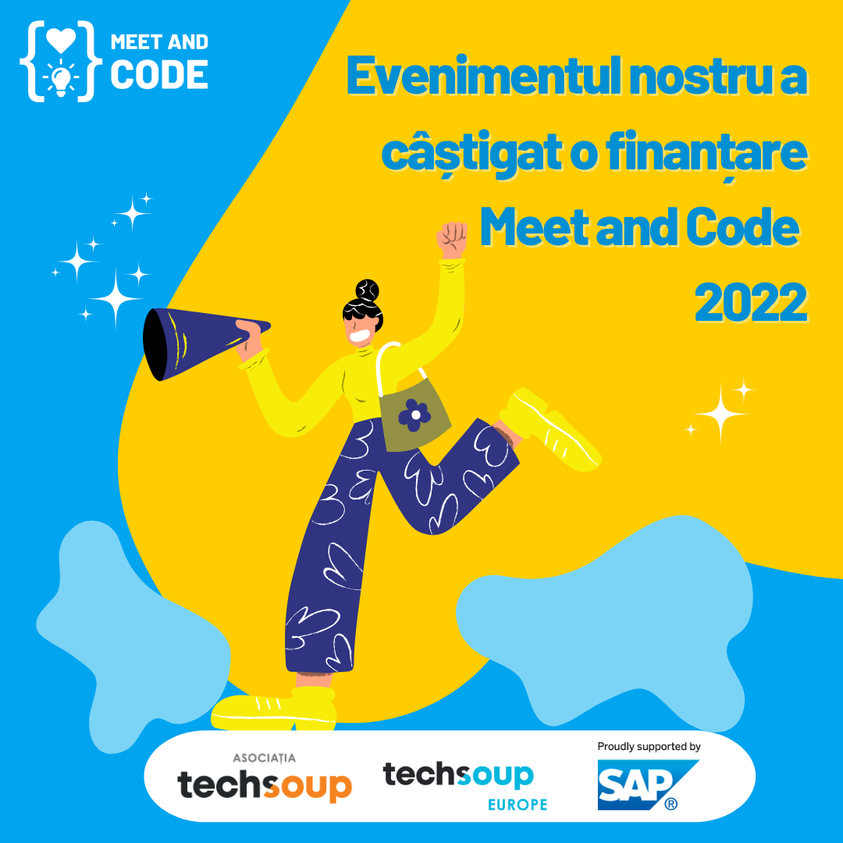 MEET AND
CODE
Evenimentul nostru a
câștigat o finanțare
Meet and Code
2022
ASOCIAȚIA
techsoup
techsoup
EUROPE
Proudly supported by
SAP®